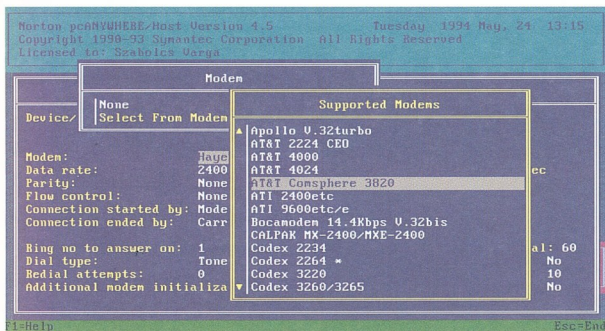 Norton pcANYWHERE/Host Version 4.5 Tuesday 1994 May, 24. 13:15
Copyright 1990-93 Symantec Corporation All Rights Reserved
Licensed to: Szabolcs Varga
Modem
None
Select From Modem
Device/
Supported Modems
▲ Apollo V.32turbo
AT&T 2224 CEO
AT&T 4000
AT&T 4024
AT&T Comsphere 3820
ATI 2400etc
ATI 9600etc/e
Bocamodem 14.4Kbps V.32bis
CALPAK MX-2400/MXE-2400
Codex 2234
Codex 2264 *
Codex 3220
▼ Codex 3260/3265
Modem: Haye
Data rate: 2400 ec
Parity: None
Flow control: None
Connection started by: Mode
Connection ended by: Carr
Ring no to answer on: 1 al: 60
Dial type: Tone No
Redial attempts: 0 10
Additional modem initializa No
F1=Help Esc=End